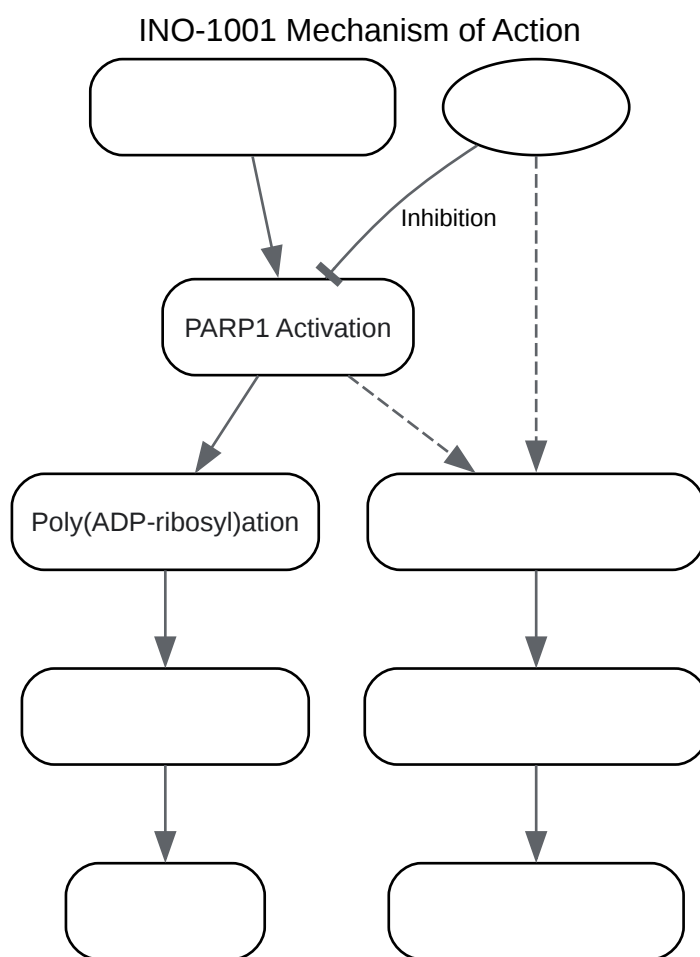 INO-1001 Mechanism of Action
Inhibition
PARP1 Activation
Poly(ADP-ribosyl)ation